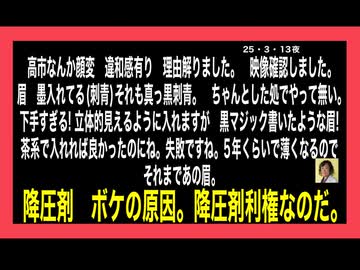 25・3・13夜
高市なんか顔変 違和感有り 理由解りました。 映像確認しました。
眉 墨入れてる(刺青)それも真っ黒刺青。 ちゃんとした処でやって無い。
下手すぎる! 立体的見えるように入れますが 黒マジック書いたような眉!
茶系で入れれば良かったのにね。失敗ですね。5年くらいで薄くなるので
それまであの眉。
降圧剤 ボケの原因。降圧剤利権なのだ。